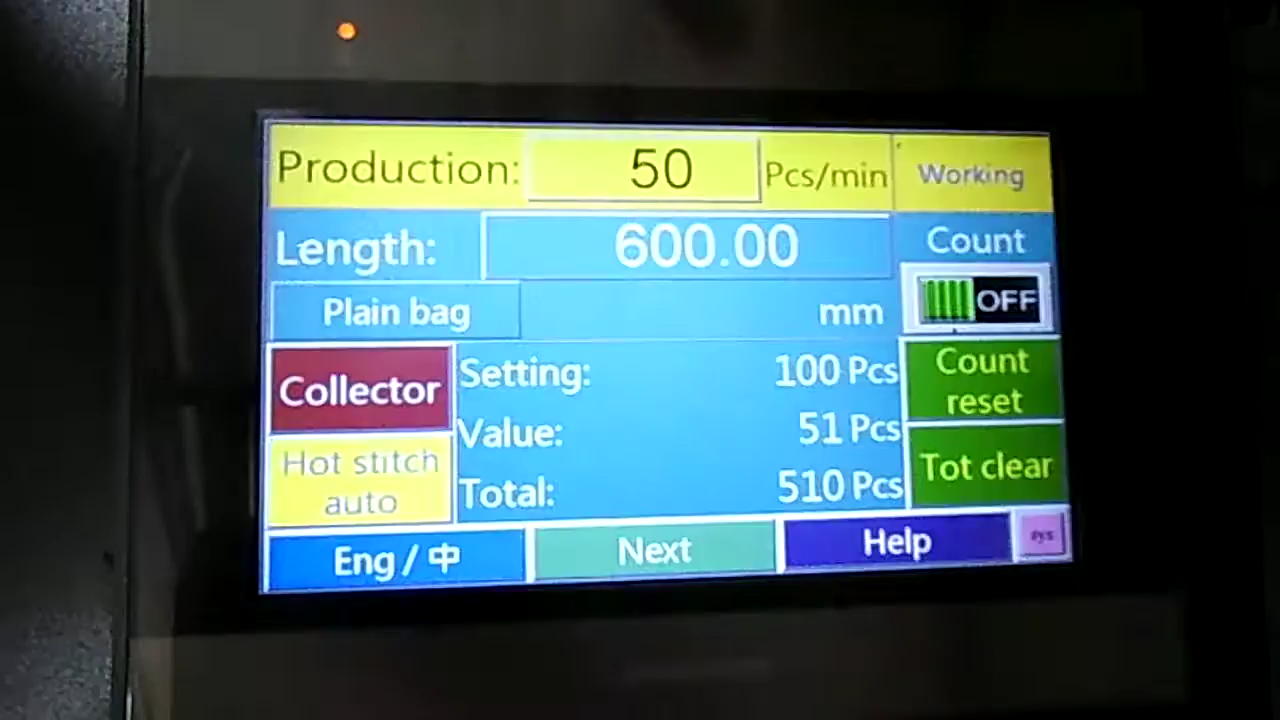 Production: 50 Pcs/min Working
Length: 600.00 Count
Plain bag mm OFF
Collector Setting: 100 Pcs Count reset
Value: 51 Pcs
Hot stitch auto Total: 510 Pcs Tot clear
Eng / 中 Next Help sys